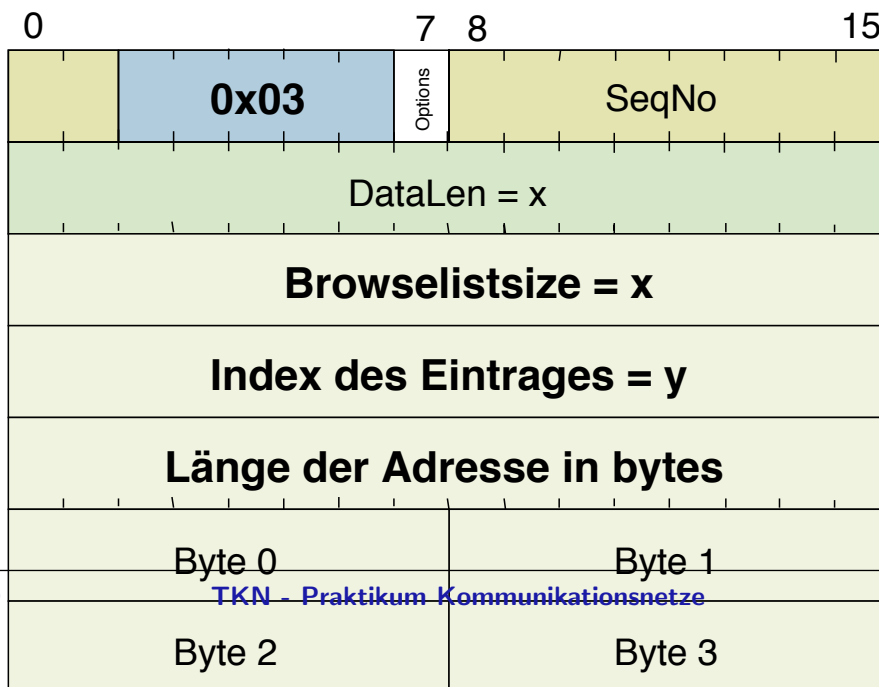 0 7 8 15
0x03 Options SeqNo
DataLen = x
Browselistsize = x
Index des Eintrages = y
Länge der Adresse in bytes
Byte 0 Byte 1
TKN - Praktikum Kommunikationsnetze
Byte 2 Byte 3